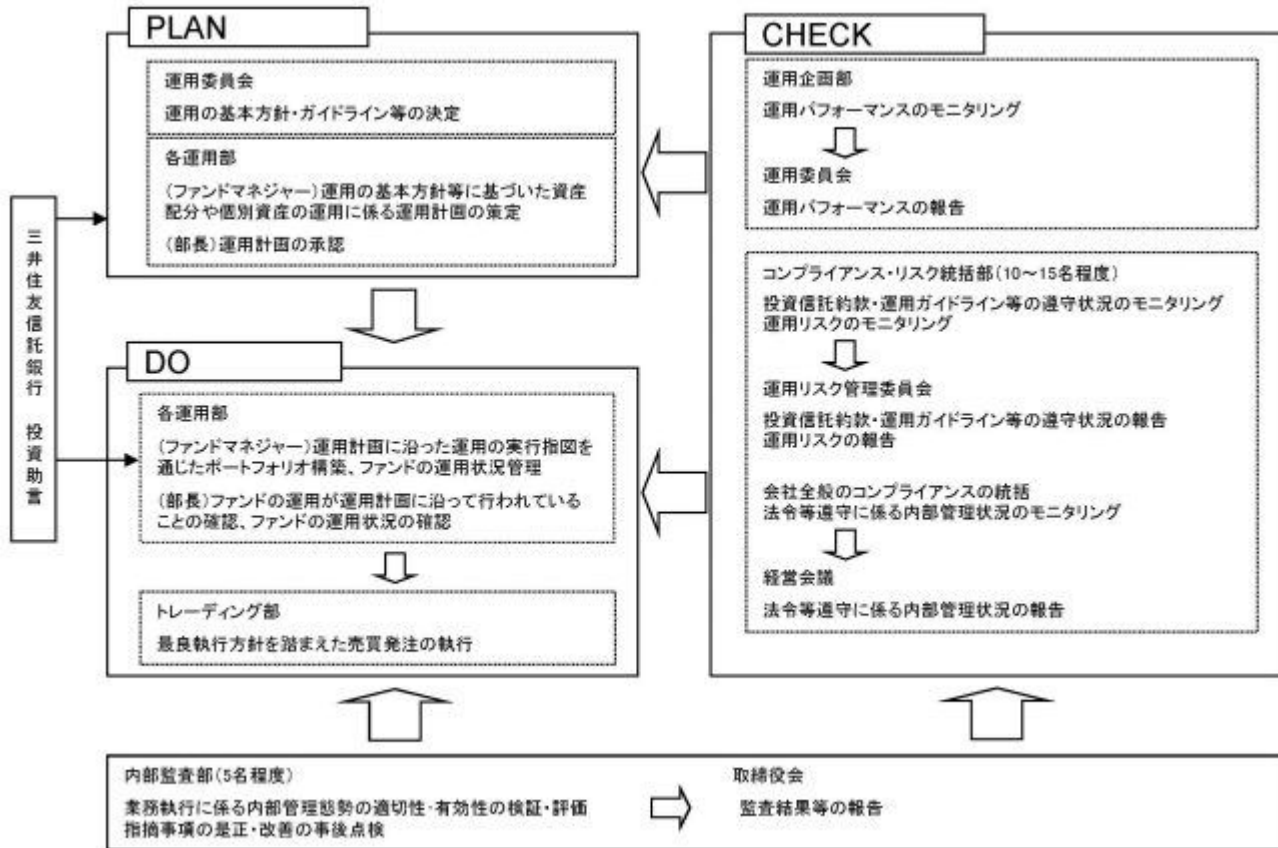 PLAN
運用委員会
運用の基本方針・ガイドライン等の決定
各運用部
(ファンドマネジャー)運用の基本方針等に基づいた資産
配分や個別資産の運用に係る運用計画の策定
(部長)運用計画の承認
三井住友信託銀行 投資助言
DO
各運用部
(ファンドマネジャー)運用計画に沿った運用の実行指図を
通じたポートフォリオ構築、ファンドの運用状況管理
(部長)ファンドの運用が運用計画に沿って行われている
ことの確認、ファンドの運用状況の確認
トレーディング部
最良執行方針を踏まえた売買発注の執行
CHECK
運用企画部
運用パフォーマンスのモニタリング
運用委員会
運用パフォーマンスの報告
コンプライアンス・リスク統括部(10~15名程度)
投資信託約款・運用ガイドライン等の遵守状況のモニタリング
運用リスクのモニタリング
運用リスク管理委員会
投資信託約款・運用ガイドライン等の遵守状況の報告
運用リスクの報告
会社全般のコンプライアンスの統括
法令等遵守に係る内部管理状況のモニタリング
経営会議
法令等遵守に係る内部管理状況の報告
内部監査部(5名程度)
業務執行に係る内部管理態勢の適切性・有効性の検証・評価
指摘事項の是正・改善の事後点検
取締役会
監査結果等の報告